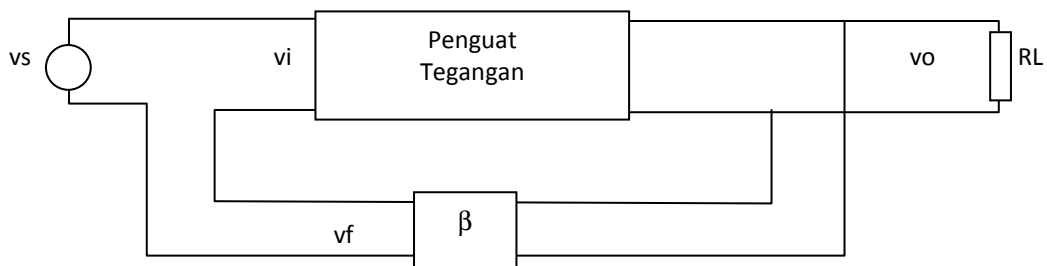 vs
vi
Penguat
Tegangan
vo
RL
vf
β